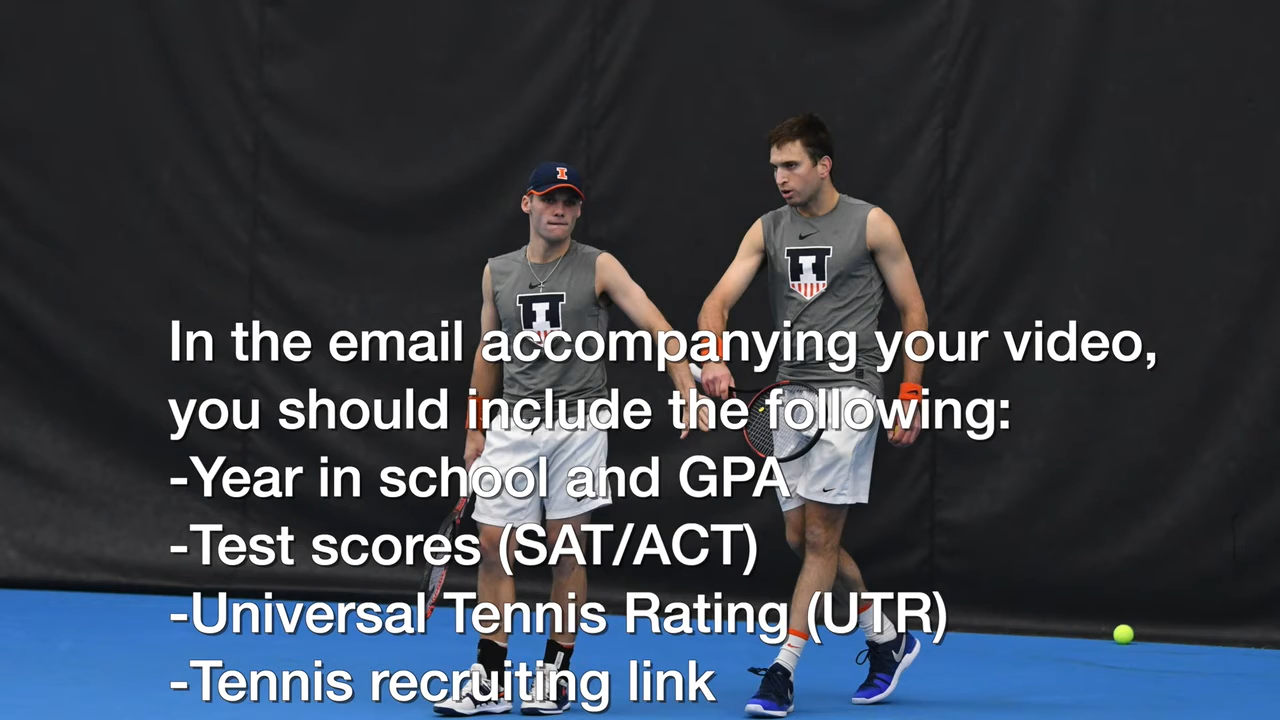 I
In the email accompanying your video,
you should include the following:
-Year in school and GPA
-Test scores (SAT/ACT)
-Universal Tennis Rating (UTR)
-Tennis recruiting link